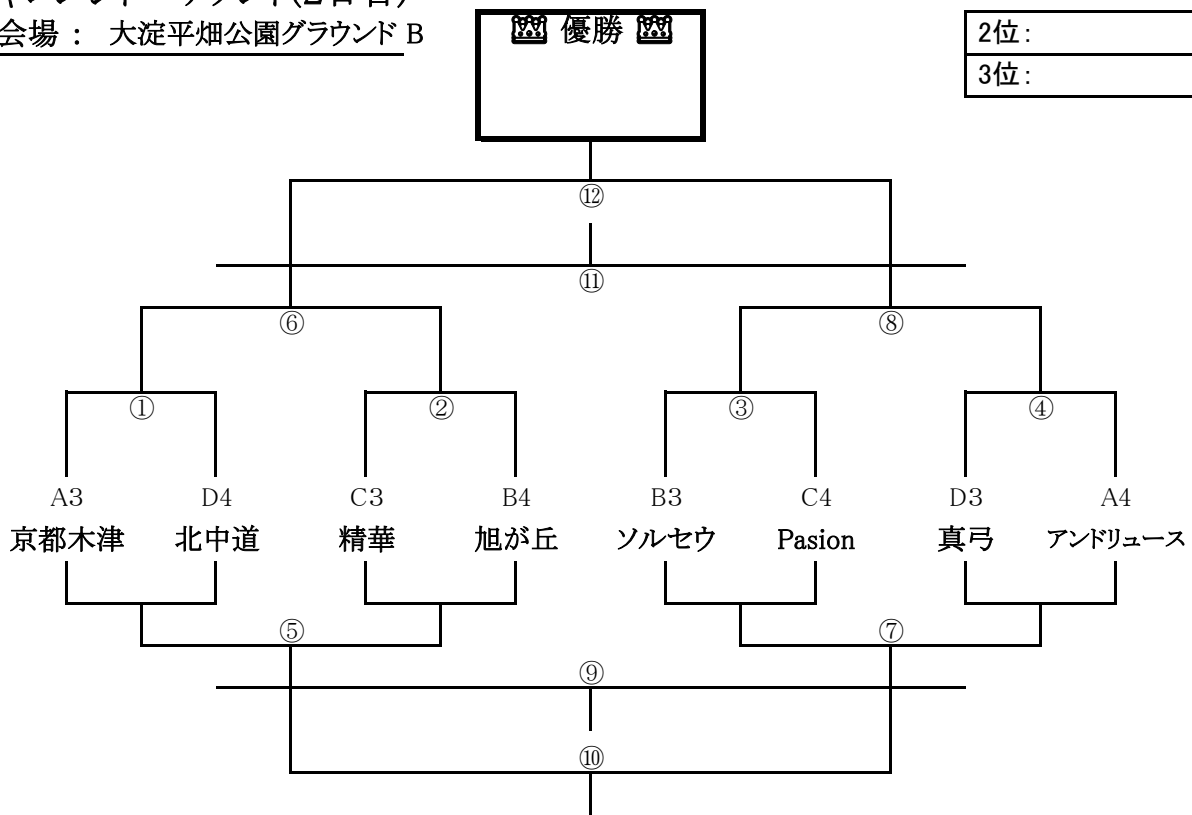 会場 : 大淀平畑公園グラウンド B
優勝
2位:
3位:
⑫
⑪
⑥ ⑧
① ② ③ ④
A3 D4 C3 B4 B3 C4 D3 A4
京都木津 北中道 精華 旭が丘 ソルセウ Pasion 真弓 アンドリュース
⑤ ⑦
⑨
⑩